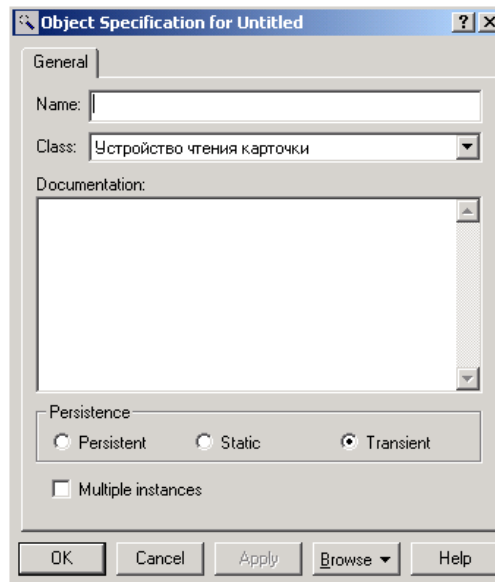 Object Specification for Untitled
General
Name:
Class: Устройство чтения карточки
Documentation:
Persistence
Persistent Static Transient
Multiple instances
OK Cancel Apply Browse Help